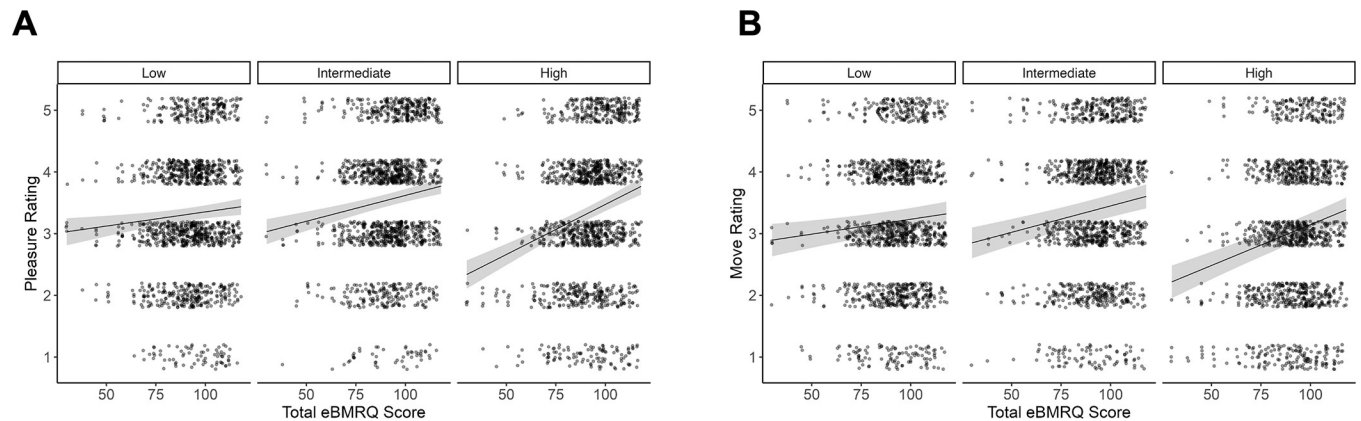 A
B
Low Intermediate High
Low Intermediate High
Pleasure Rating
5
4
3
2
1
50 75 100 50 75 100 50 75 100
Total eBMRQ Score
Move Rating
5
4
3
2
1
50 75 100 50 75 100 50 75 100
Total eBMRQ Score